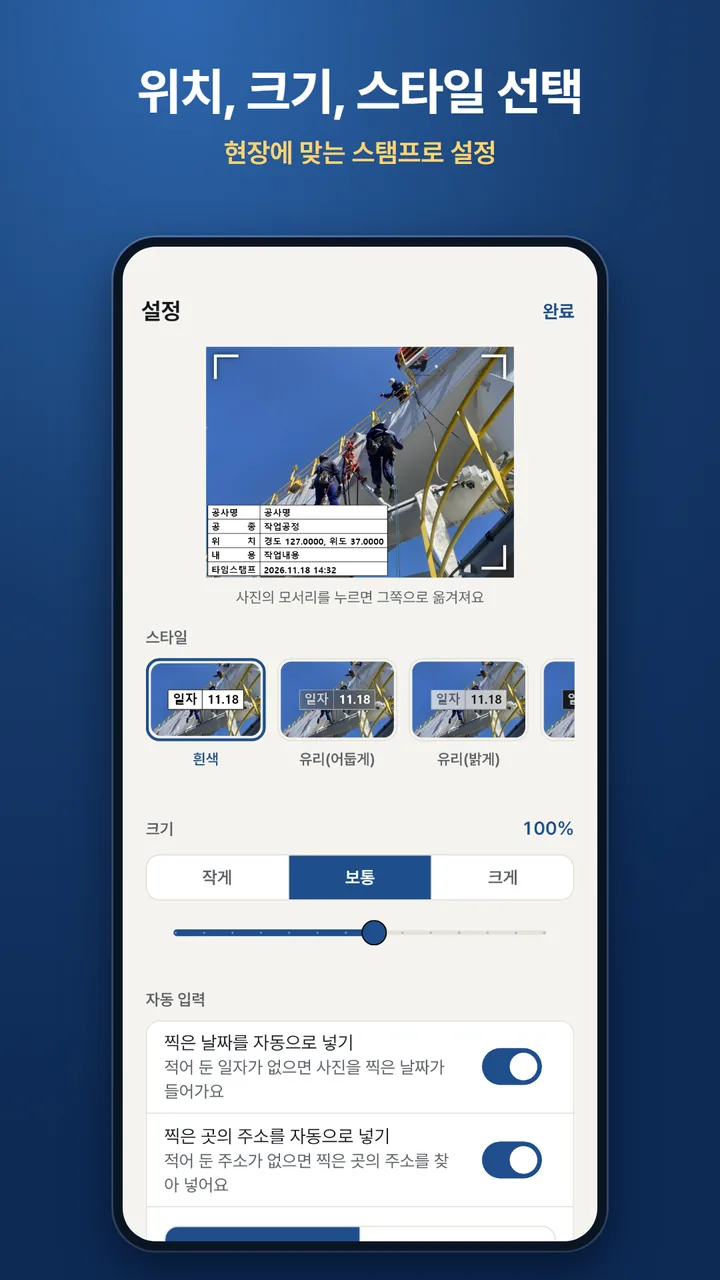 위치, 크기, 스타일 선택
현장에 맞는 스탬프로 설정
설정
완료
공사명 공사명
공 종 작업공정
위 치 경도 127.0000, 위도 37.0000
내 용 작업내용
타임스탬프 2026.11.18 14:32
사진의 모서리를 누르면 그쪽으로 옮겨져요
스타일
일자 11.18
일자 11.18
일자 11.18
흰색
유리(어둡게)
유리(밝게)
크기
100%
작게
보통
크게
자동 입력
찍은 날짜를 자동으로 넣기
적어 둔 일자가 없으면 사진을 찍은 날짜가
들어가요
찍은 곳의 주소를 자동으로 넣기
적어 둔 주소가 없으면 찍은 곳의 주소를 찾
아 넣어요